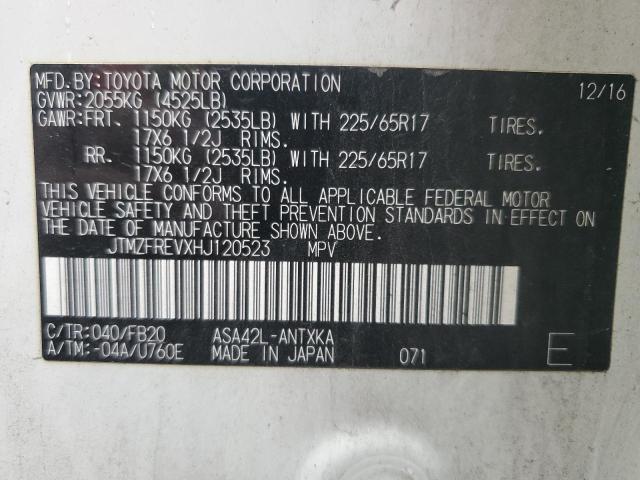 MFD.BY:TOYOTA MOTOR CORPORATION 12/16
GVWR:2055KG (4525LB)
GAWR:FRT. 1150KG (2535LB) WITH 225/65R17 TIRES.
17X6 1/2J RIMS.
RR. 1150KG (2535LB) WITH 225/65R17 TIRES.
17X6 1/2J RIMS.
THIS VEHICLE CONFORMS TO ALL APPLICABLE FEDERAL MOTOR
VEHICLE SAFETY AND THEFT PREVENTION STANDARDS IN EFFECT ON
THE DATE OF MANUFACTURE SHOWN ABOVE.
JTMZFREVXHJ120523 MPV
C/TR:040/FB20 ASA42L-ANTXKA
A/TM:-04A/U760E MADE IN JAPAN 071 E